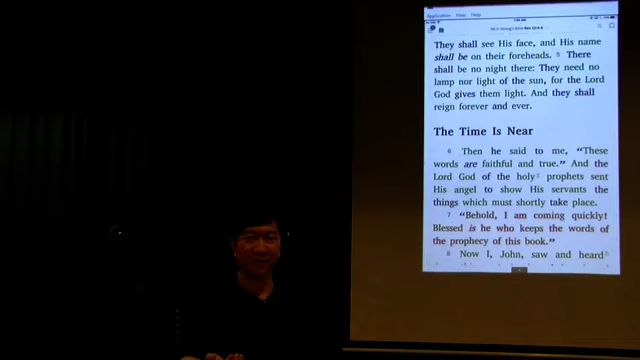 Application View Help
They shall see His face, and His name
shall be on their foreheads. 5 There
shall be no night there: They need no
lamp nor light of the sun, for the Lord
God gives them light. And they shall
reign forever and ever.
The Time Is Near
6 Then he said to me, “These
words are faithful and true.” And the
Lord God of the holy prophets sent
His angel to show His servants the
things which must shortly take place.
7 “Behold, I am coming quickly!
Blessed is he who keeps the words of
the prophecy of this book.”
8 Now I, John, saw and heard